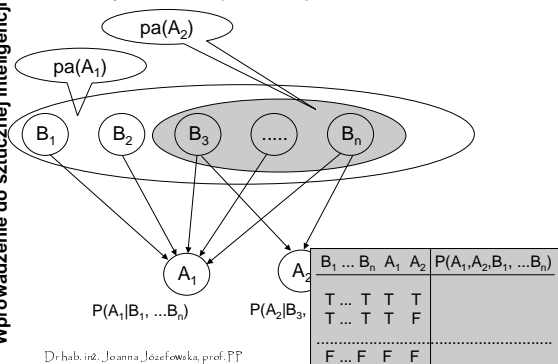 Wprowadzenie do sztucznej inteligencji
pa(A₂)
pa(A₁)
B₁ B₂ B₃ ..... Bₙ
A₁ A₂
P(A₁|B₁, ...Bₙ) P(A₂|B₃,
B₁ ... Bₙ A₁ A₂ P(A₁,A₂,B₁, ...Bₙ)
T ... T T T
T ... T T F
F ... F F F
Dr hab. inż. Joanna Józefowska, prof. PP